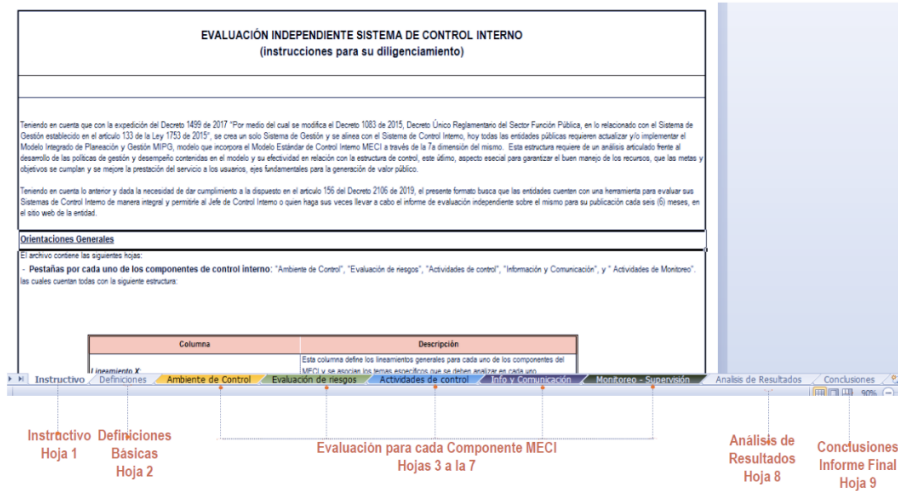 EVALUACIÓN INDEPENDIENTE SISTEMA DE CONTROL INTERNO
(instrucciones para su diligenciamiento)
Teniendo en cuenta que con la expedición del Decreto 1499 de 2017 "Por medio del cual se modifica el Decreto 1083 de 2015, Decreto Único Reglamentario del Sector Función Pública, en lo relacionado con el Sistema de
Gestión establecido en el artículo 133 de la Ley 1753 de 2015", se crea un solo Sistema de Gestión y se alinea con el Sistema de Control Interno, hoy todas las entidades públicas requieren actualizar y/o implementar el
Modelo Integrado de Planeación y Gestión MIPG, modelo que incorpora el Modelo Estándar de Control Interno MECI a través de la 7a dimensión del mismo. Esta estructura requiere de un análisis articulado frente al
desarrollo de las políticas de gestión y desempeño contenidas en el modelo y su efectividad en relación con la estructura de control, este último, aspecto esecial para garantizar el buen manejo de los recursos, que las metas y
objetivos se cumplan y se mejore la prestación del servicio a los usuarios, ejes fundamentales para la generación de valor público.
Teniendo en cuenta lo anterior y dada la necesidad de dar cumplimiento a la dispuesto en el artículo 156 del Decreto 2106 de 2019, el presente formato busca que las entidades cuenten con una herramienta para evaluar sus
Sistemas de Control Interno de manera integral y permitirle al Jefe de Control Interno o quien haga sus veces llevar a cabo el informe de evaluación independiente sobre el mismo para su publicación cada seis (6) meses, en
el sitio web de la entidad.
Orientaciones Generales
El archivo contiene las siguientes hojas:
- Pestañas por cada uno de los componentes de control interno: "Ambiente de Control", "Evaluación de riesgos", "Actividades de control", "Información y Comunicación", y " Actividades de Monitoreo".
las cuales cuentan todas con la siguiente estructura:
Columna Descripción
Lineamiento X: Esta columna define los lineamientos generales para cada uno de los componentes del
MECI y se asocian los temas específicos que se deben analizar en cada uno.
Instructivo Definiciones Ambiente de Control Evaluación de riesgos Actividades de control Info y Comunicación Monitoreo - Supervisión Analisis de Resultados Conclusiones
90%
Instructivo
Hoja 1
Definiciones
Básicas
Hoja 2
Evaluación para cada Componente MECI
Hojas 3 a la 7
Análisis de
Resultados
Hoja 8
Conclusiones
Informe Final
Hoja 9